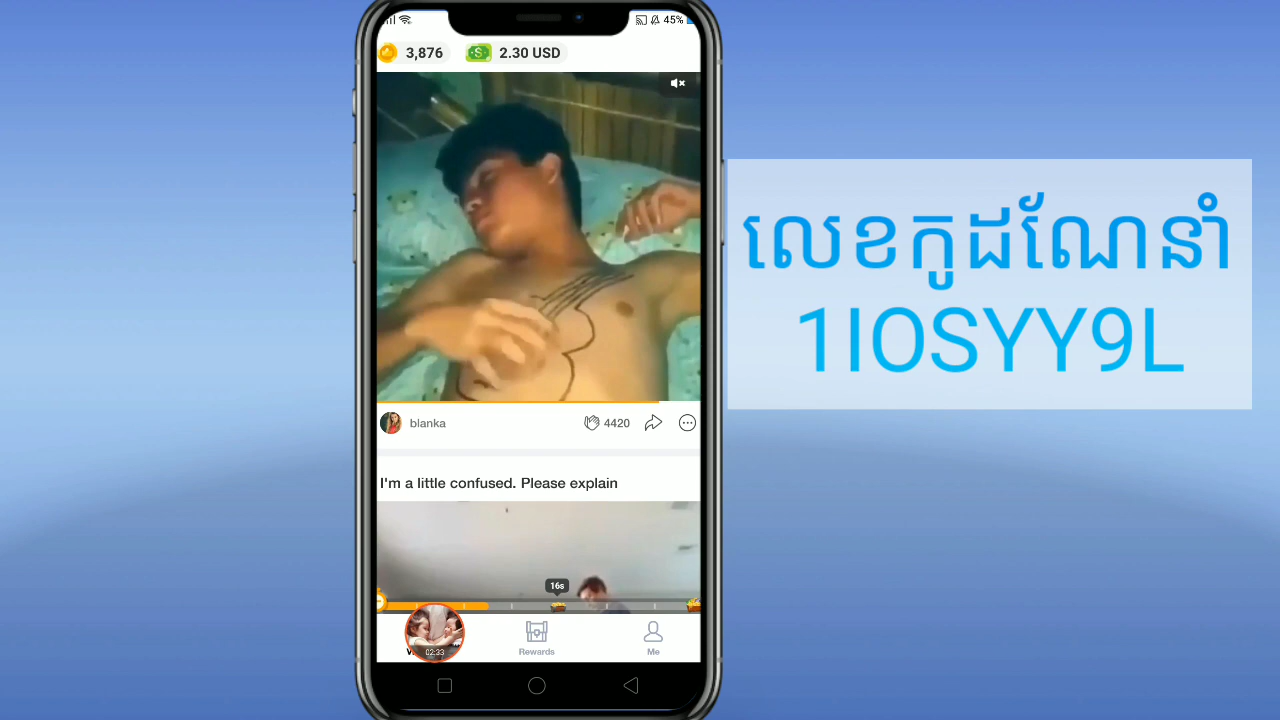 45%
3,876
2.30 USD
លេខកូដណែនាំ
1IOSYY9L
blanka
4420
I'm a little confused. Please explain
16s
02:33
Rewards
Me